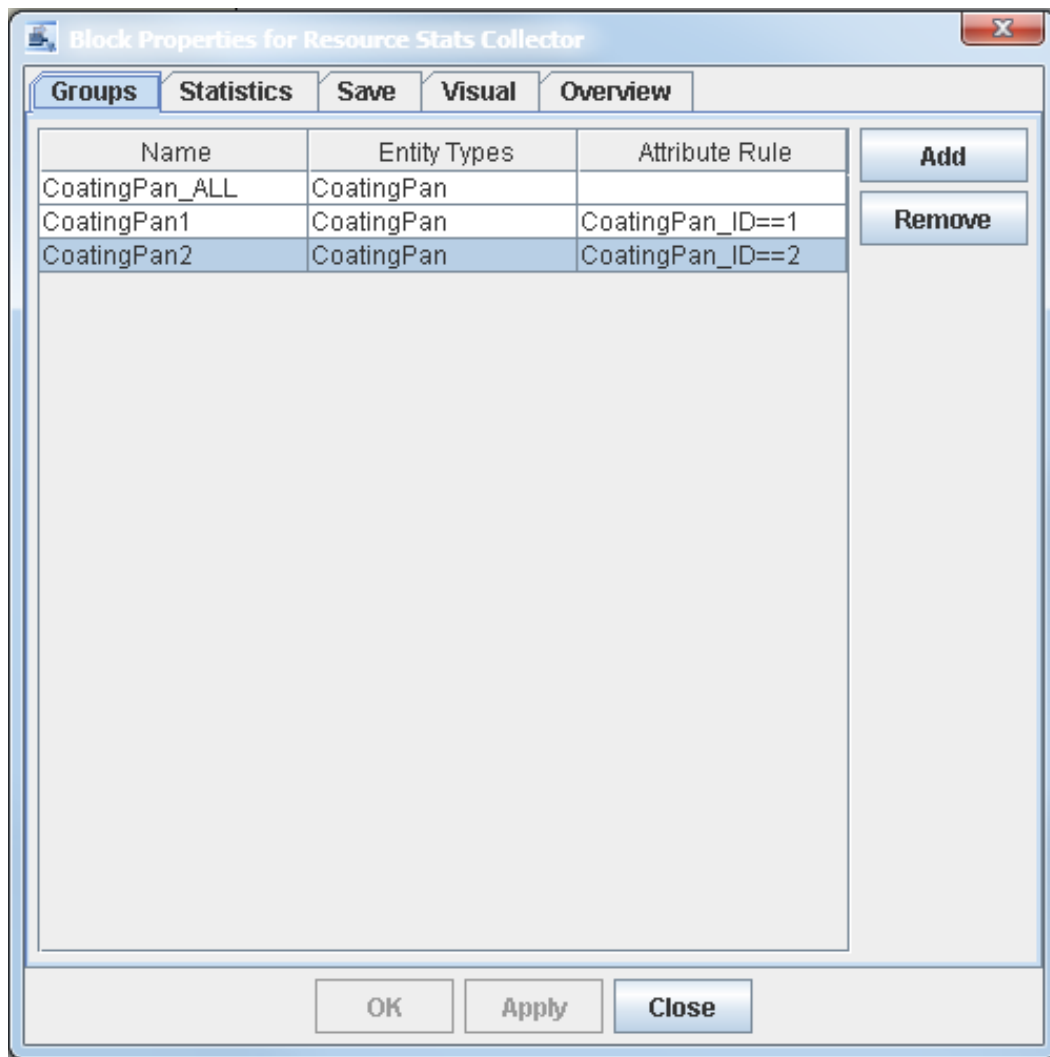 Block Properties for Resource Stats Collector
Groups Statistics Save Visual Overview
Name Entity Types Attribute Rule Add
CoatingPan_ALL CoatingPan
CoatingPan1 CoatingPan CoatingPan_ID==1 Remove
CoatingPan2 CoatingPan CoatingPan_ID==2
OK Apply Close